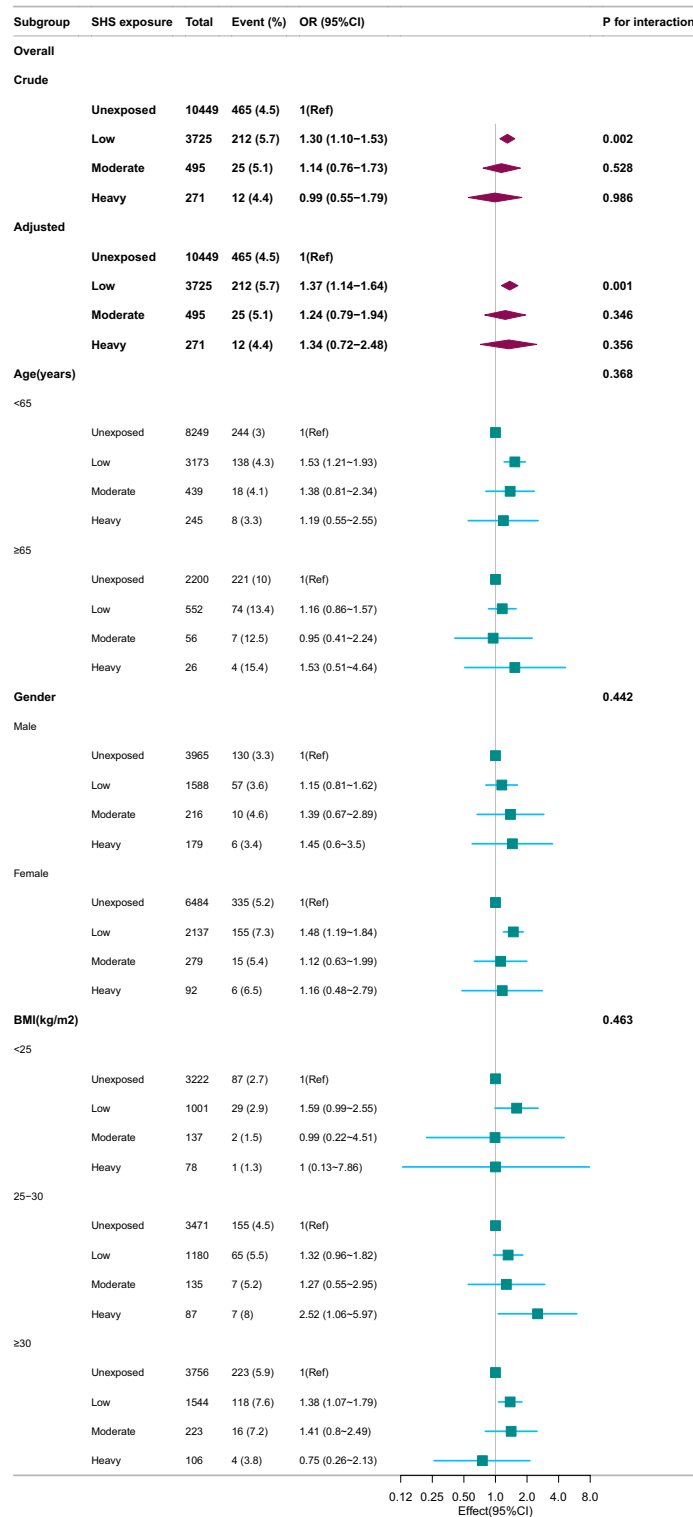 Subgroup SHS exposure Total Event (%) OR (95%CI) P for interaction
Overall
Crude
Unexposed 10449 465 (4.5) 1(Ref)
Low 3725 212 (5.7) 1.30 (1.10−1.53) 0.002
Moderate 495 25 (5.1) 1.14 (0.76−1.73) 0.528
Heavy 271 12 (4.4) 0.99 (0.55−1.79) 0.986
Adjusted
Unexposed 10449 465 (4.5) 1(Ref)
Low 3725 212 (5.7) 1.37 (1.14−1.64) 0.001
Moderate 495 25 (5.1) 1.24 (0.79−1.94) 0.346
Heavy 271 12 (4.4) 1.34 (0.72−2.48) 0.356
Age(years) 0.368
<65
Unexposed 8249 244 (3) 1(Ref)
Low 3173 138 (4.3) 1.53 (1.21~1.93)
Moderate 439 18 (4.1) 1.38 (0.81~2.34)
Heavy 245 8 (3.3) 1.19 (0.55~2.55)
≥65
Unexposed 2200 221 (10) 1(Ref)
Low 552 74 (13.4) 1.16 (0.86~1.57)
Moderate 56 7 (12.5) 0.95 (0.41~2.24)
Heavy 26 4 (15.4) 1.53 (0.51~4.64)
Gender 0.442
Male
Unexposed 3965 130 (3.3) 1(Ref)
Low 1588 57 (3.6) 1.15 (0.81~1.62)
Moderate 216 10 (4.6) 1.39 (0.67~2.89)
Heavy 179 6 (3.4) 1.45 (0.6~3.5)
Female
Unexposed 6484 335 (5.2) 1(Ref)
Low 2137 155 (7.3) 1.48 (1.19~1.84)
Moderate 279 15 (5.4) 1.12 (0.63~1.99)
Heavy 92 6 (6.5) 1.16 (0.48~2.79)
BMI(kg/m2) 0.463
<25
Unexposed 3222 87 (2.7) 1(Ref)
Low 1001 29 (2.9) 1.59 (0.99~2.55)
Moderate 137 2 (1.5) 0.99 (0.22~4.51)
Heavy 78 1 (1.3) 1 (0.13~7.86)
25−30
Unexposed 3471 155 (4.5) 1(Ref)
Low 1180 65 (5.5) 1.32 (0.96~1.82)
Moderate 135 7 (5.2) 1.27 (0.55~2.95)
Heavy 87 7 (8) 2.52 (1.06~5.97)
≥30
Unexposed 3756 223 (5.9) 1(Ref)
Low 1544 118 (7.6) 1.38 (1.07~1.79)
Moderate 223 16 (7.2) 1.41 (0.8~2.49)
Heavy 106 4 (3.8) 0.75 (0.26~2.13)
0.12 0.25 0.50 1.0 2.0 4.0 8.0
Effect(95%CI)